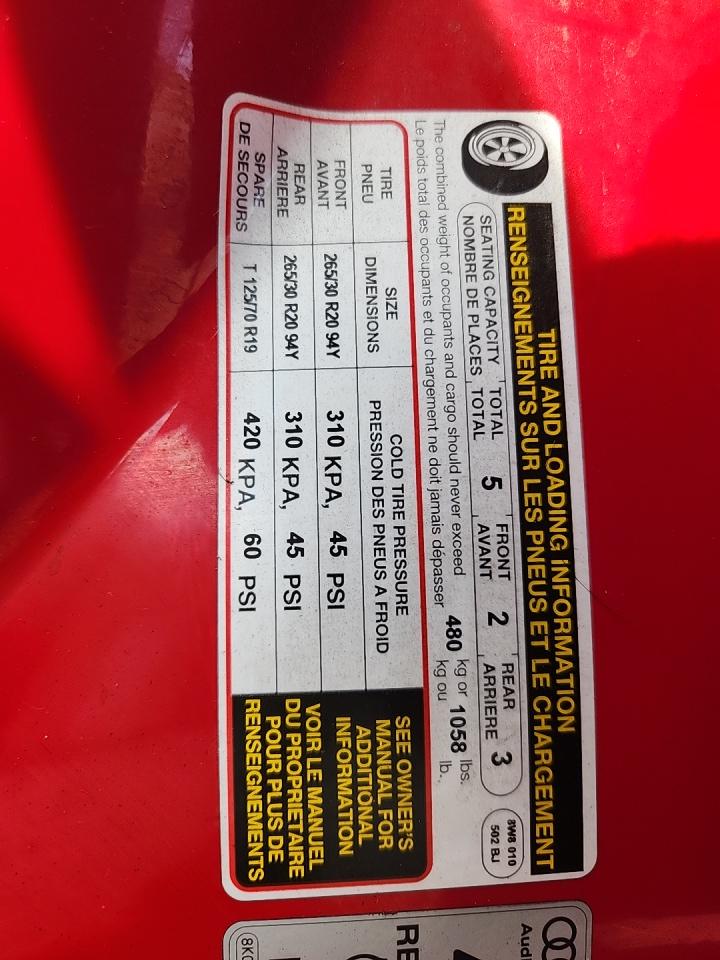 TIRE AND LOADING INFORMATION
RENSEIGNEMENTS SUR LES PNEUS ET LE CHARGEMENT
SEATING CAPACITY TOTAL 5 FRONT 2 REAR 3
NOMBRE DE PLACES TOTAL AVANT ARRIERE
8W8 010
502 BJ
The combined weight of occupants and cargo should never exceed 480 kg or 1058 lbs.
Le poids total des occupants et du chargement ne doit jamais dépasser kg ou lb.
TIRE SIZE COLD TIRE PRESSURE
PNEU DIMENSIONS PRESSION DES PNEUS A FROID
FRONT
AVANT 265/30 R20 94Y 310 KPA, 45 PSI
REAR
ARRIERE 265/30 R20 94Y 310 KPA, 45 PSI
SPARE
DE SECOURS T 125/70 R19 420 KPA, 60 PSI
SEE OWNER'S
MANUAL FOR
ADDITIONAL
INFORMATION
VOIR LE MANUEL
DU PROPRIETAIRE
POUR PLUS DE
RENSEIGNEMENTS